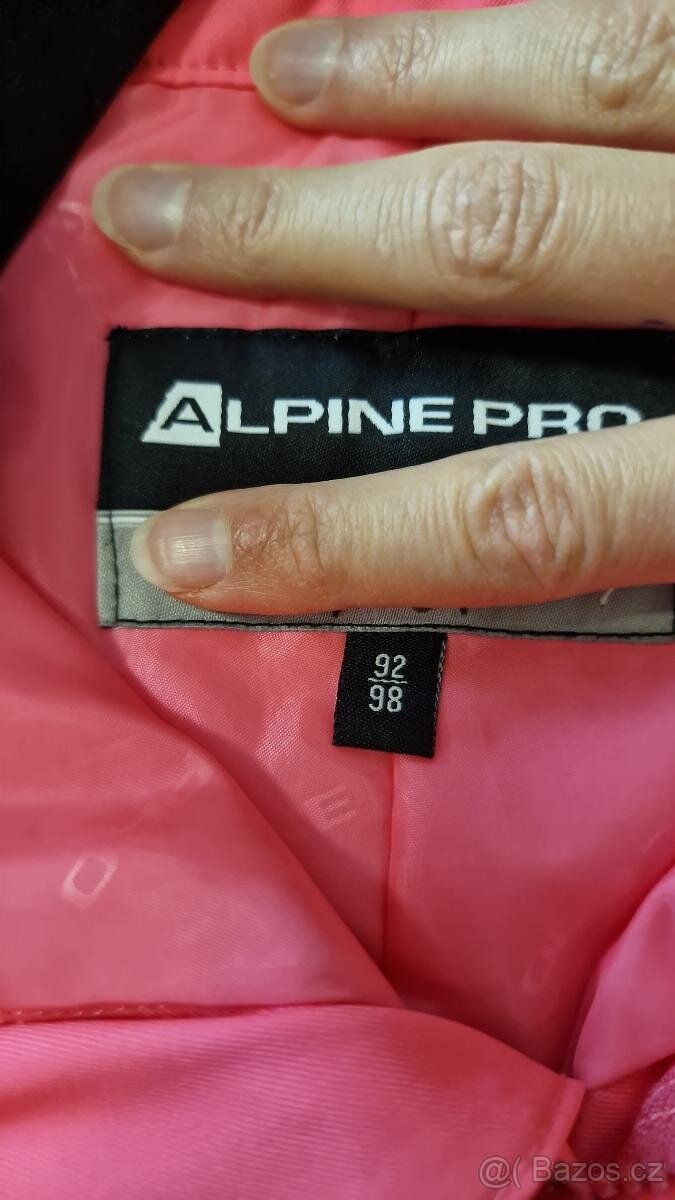 ALPINE PRO
92
98
@ Bazos.cz